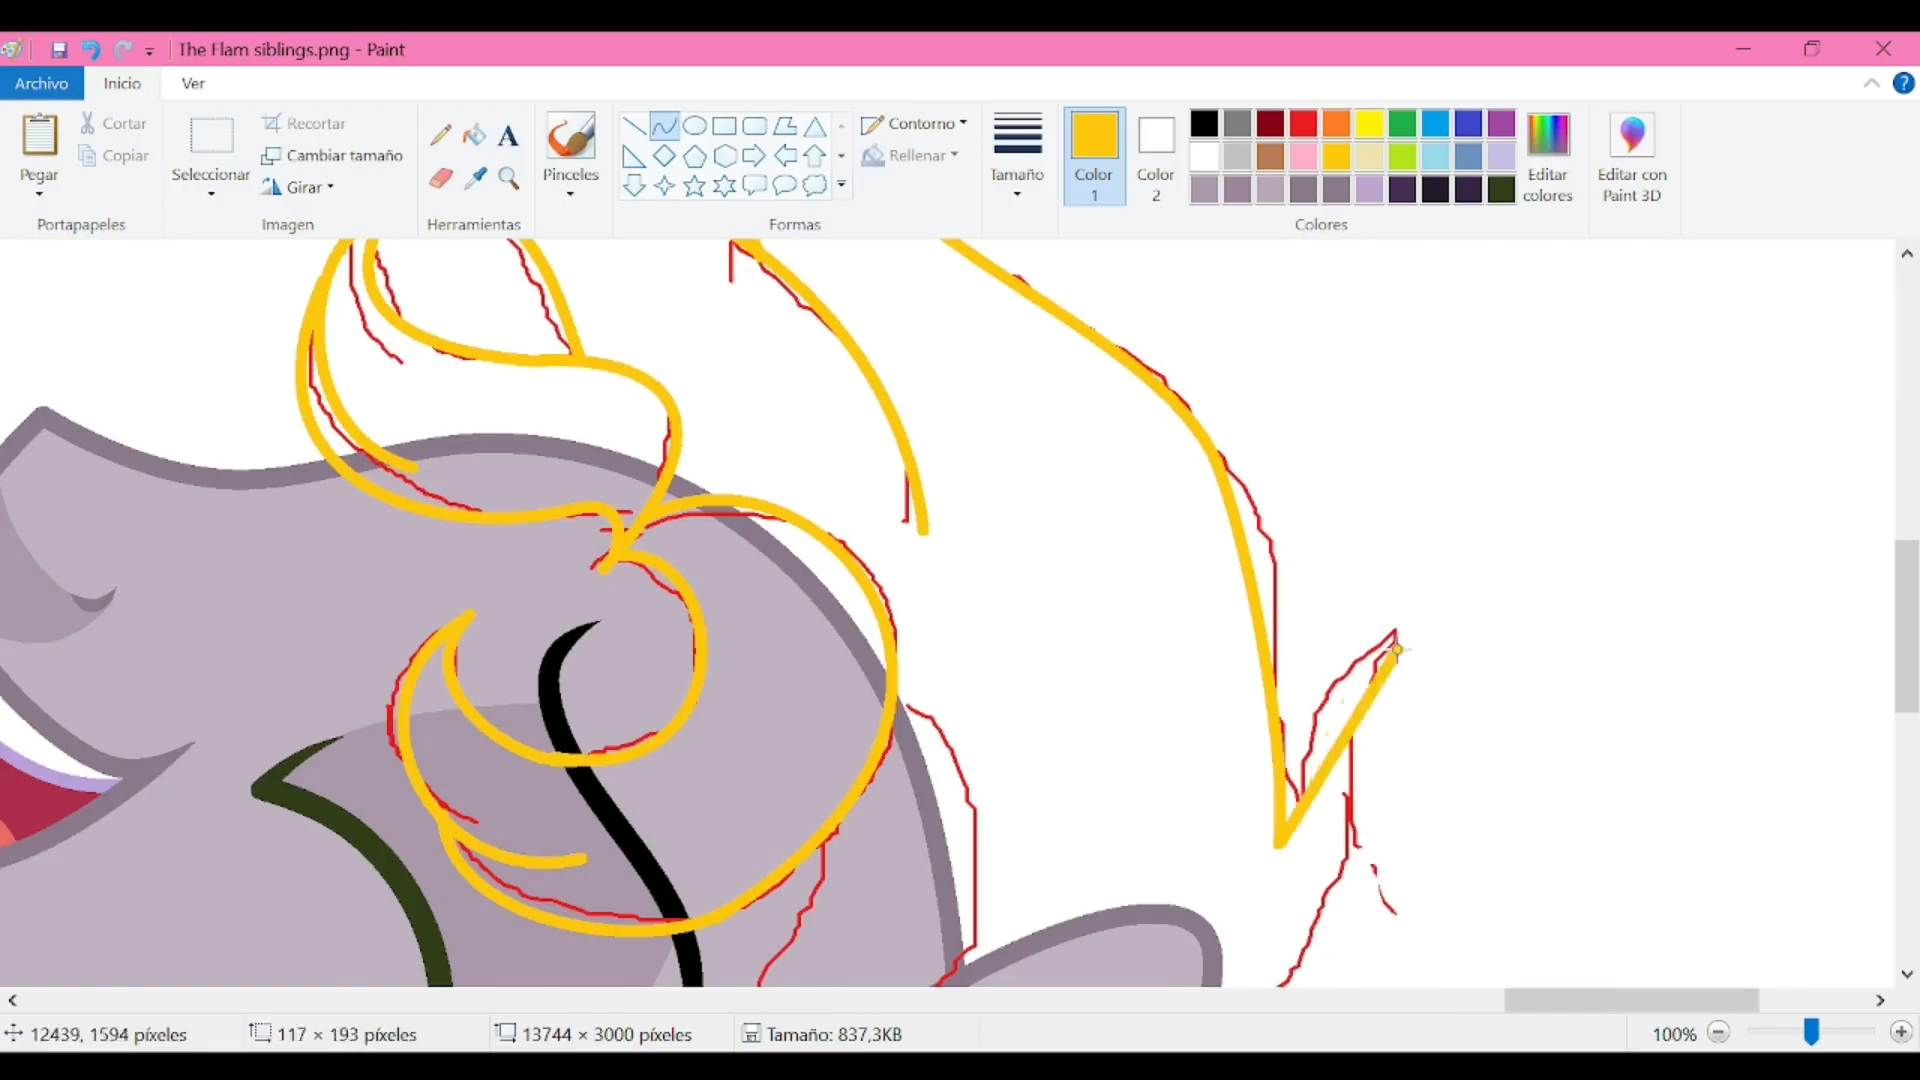 The Flam siblings.png - Paint
Archivo Inicio Ver
Cortar Recortar Contorno
Copiar Cambiar tamaño Rellenar
Pegar Seleccionar Girar A Pinceles Tamaño Color 1 Color 2 Editar colores Editar con Paint 3D
Portapapeles Imagen Herramientas Formas Colores
12439, 1594 píxeles 117 × 193 píxeles 13744 × 3000 píxeles Tamaño: 837,3KB 100%